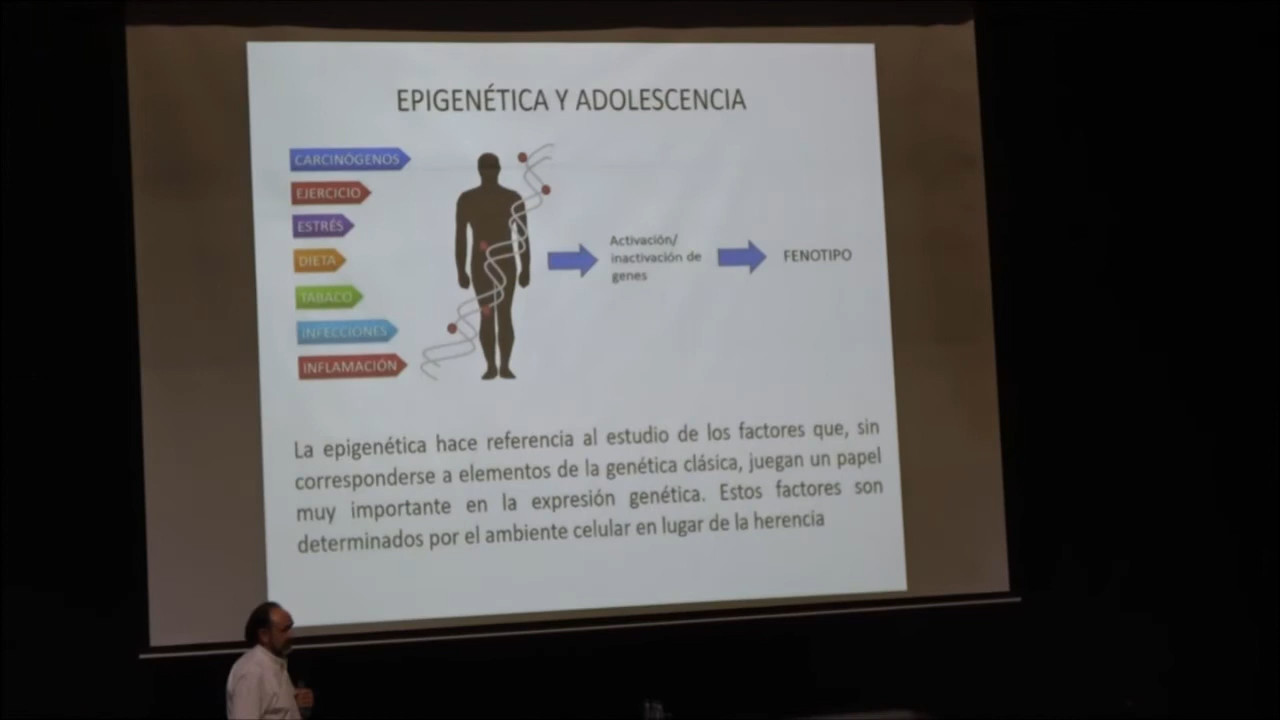 EPIGENÉTICA Y ADOLESCENCIA
CARCINÓGENOS
EJERCICIO
ESTRÉS
DIETA
TABACO
INFECCIONES
INFLAMACIÓN
Activación/
inactivación de
genes
FENOTIPO
La epigenética hace referencia al estudio de los factores que, sin
corresponderse a elementos de la genética clásica, juegan un papel
muy importante en la expresión genética. Estos factores son
determinados por el ambiente celular en lugar de la herencia